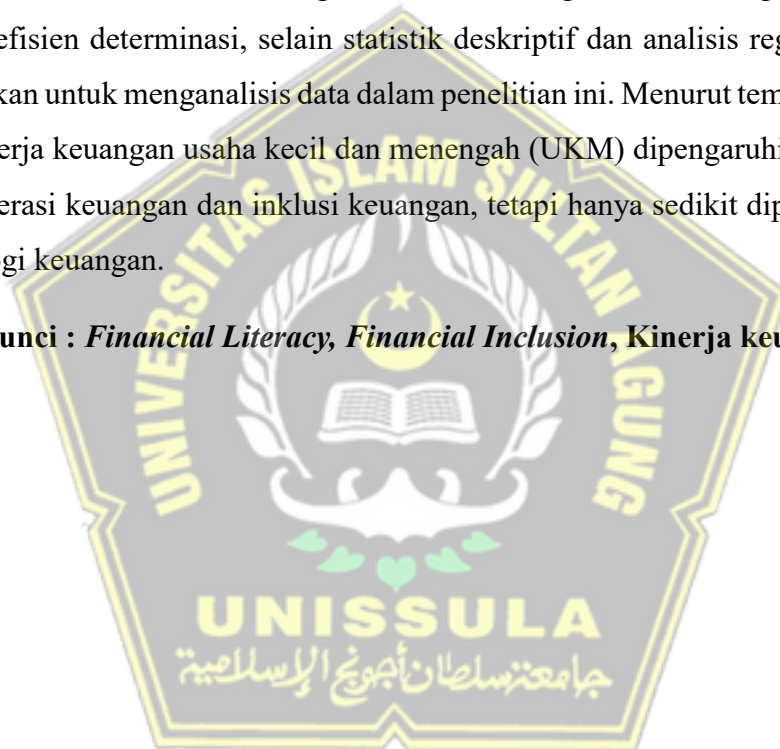 efisien determinasi, selain statistik deskriptif dan analisis reg
kan untuk menganalisis data dalam penelitian ini. Menurut tem
erja keuangan usaha kecil dan menengah (UKM) dipengaruhi
erasi keuangan dan inklusi keuangan, tetapi hanya sedikit dip
gi keuangan.
unci : Financial Literacy, Financial Inclusion, Kinerja keu
UNIVERSITAS ISLAM SULTAN AGUNG
UNISSULA
جامعة سلطان أجونج الإسلامية